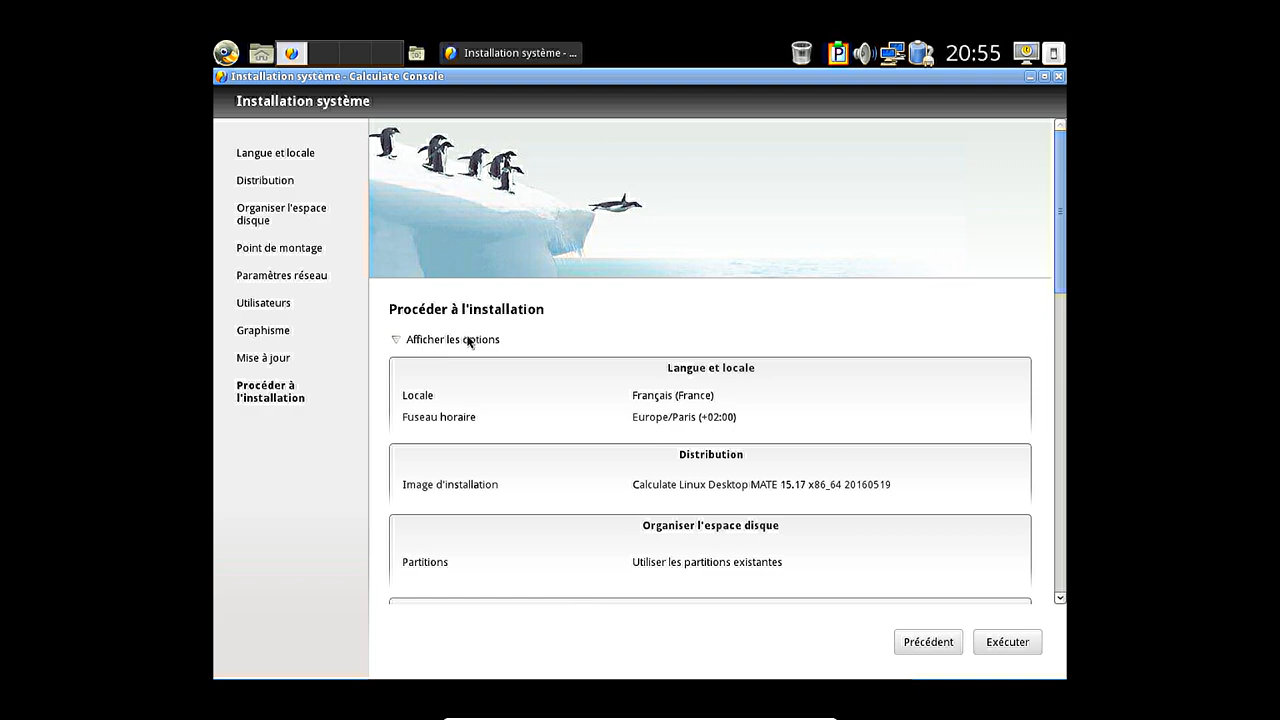 Installation système - ...
P
20:55
Installation système - Calculate Console
Installation système
Langue et locale
Distribution
Organiser l'espace
disque
Point de montage
Paramètres réseau
Utilisateurs
Graphisme
Mise à jour
Procéder à
l'installation
Procéder à l'installation
Afficher les options
Langue et locale
Locale Français (France)
Fuseau horaire Europe/Paris (+02:00)
Distribution
Image d'installation Calculate Linux Desktop MATE 15.17 x86_64 20160519
Organiser l'espace disque
Partitions Utiliser les partitions existantes
Précédent Exécuter